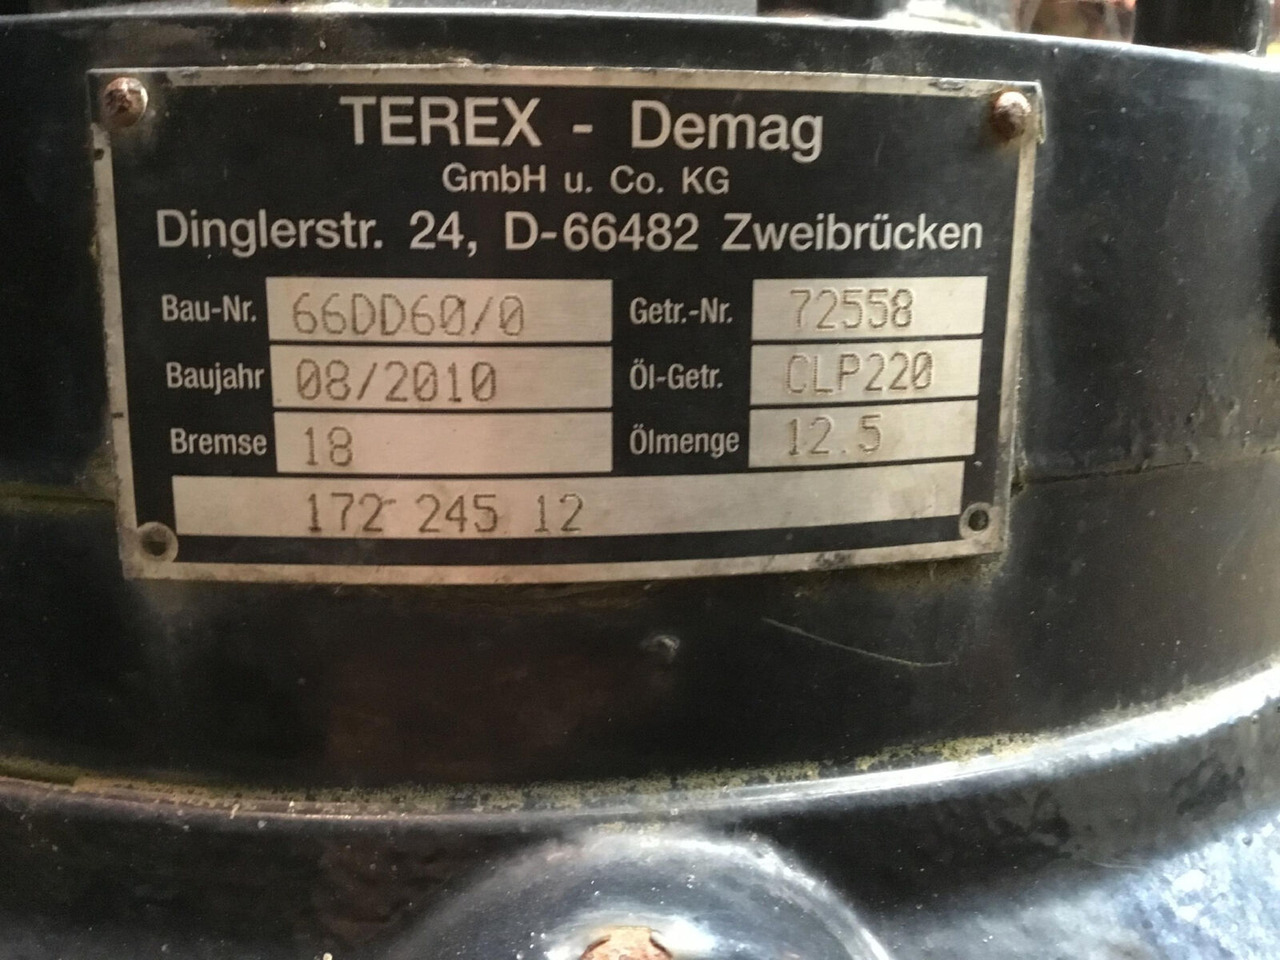 TEREX - Demag
GmbH u. Co. KG
Dinglerstr. 24, D-66482 Zweibrücken
Bau-Nr. 66DD60/0 Getr.-Nr. 72558
Baujahr 08/2010 Öl-Getr. CLP220
Bremse 18 Ölmenge 12.5
172 245 12